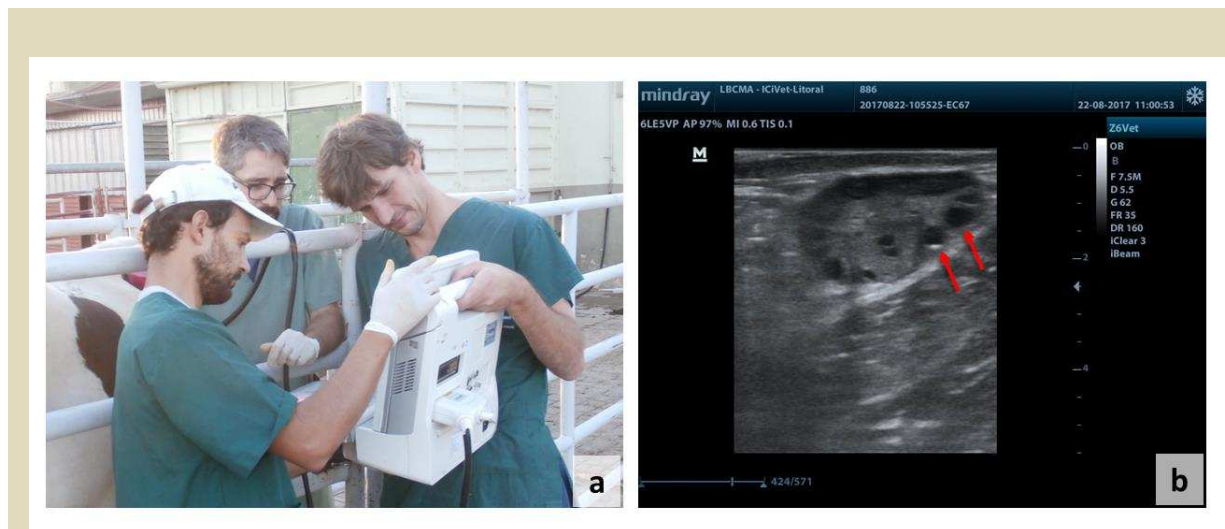 a
mindray
LBCMA - ICiVet-Litoral
886
20170822-105525-EC67
22-08-2017 11:00:53
6LE5VP AP 97% MI 0.6 TIS 0.1
M
Z6Vet
OB
B
F 7.5M
D 5.5
G 62
FR 35
DR 160
iClear 3
iBeam
0
2
4
424/571
b